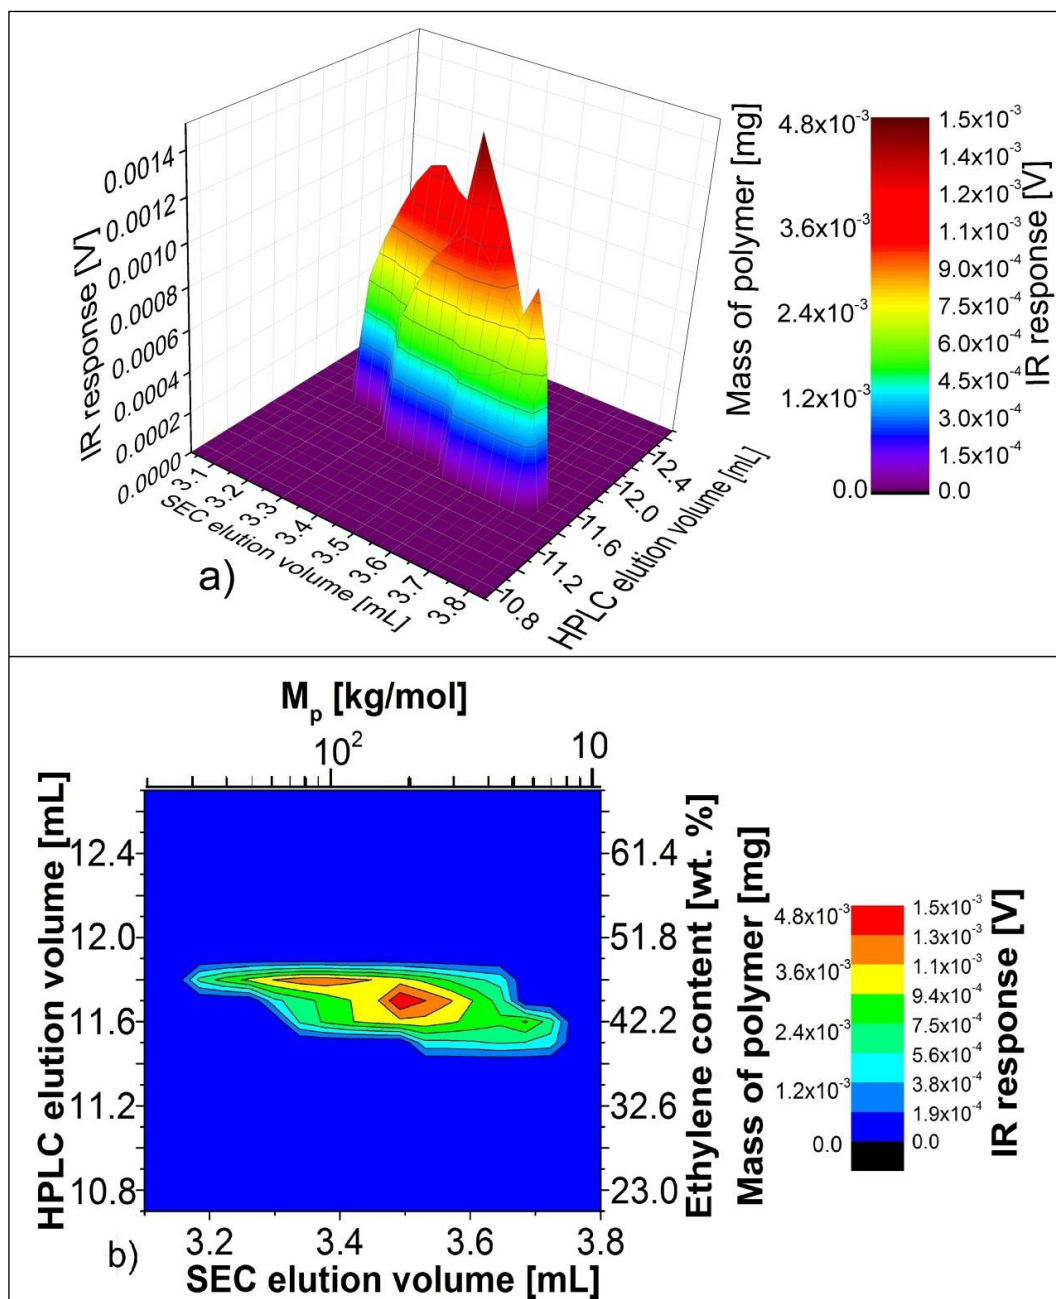 IR response [V]
0.0014
0.0012
0.0010
0.0008
0.0006
0.0004
0.0002
0.0000
3.1
3.2
3.3
3.4
3.5
3.6
3.7
3.8
SEC elution volume [mL]
10.8
11.2
11.6
12.0
12.4
HPLC elution volume [mL]
a)
Mass of polymer [mg]
4.8x10⁻³
3.6x10⁻³
2.4x10⁻³
1.2x10⁻³
0.0
1.5x10⁻³
1.4x10⁻³
1.2x10⁻³
1.1x10⁻³
9.0x10⁻⁴
7.5x10⁻⁴
6.0x10⁻⁴
4.5x10⁻⁴
3.0x10⁻⁴
1.5x10⁻⁴
0.0
IR response [V]
Mₚ [kg/mol]
10²
10
HPLC elution volume [mL]
12.4
12.0
11.6
11.2
10.8
61.4
51.8
42.2
32.6
23.0
Ethylene content [wt. %]
3.2
3.4
3.6
3.8
SEC elution volume [mL]
b)
Mass of polymer [mg]
4.8x10⁻³
3.6x10⁻³
2.4x10⁻³
1.2x10⁻³
0.0
1.5x10⁻³
1.3x10⁻³
1.1x10⁻³
9.4x10⁻⁴
7.5x10⁻⁴
5.6x10⁻⁴
3.8x10⁻⁴
1.9x10⁻⁴
0.0
IR response [V]